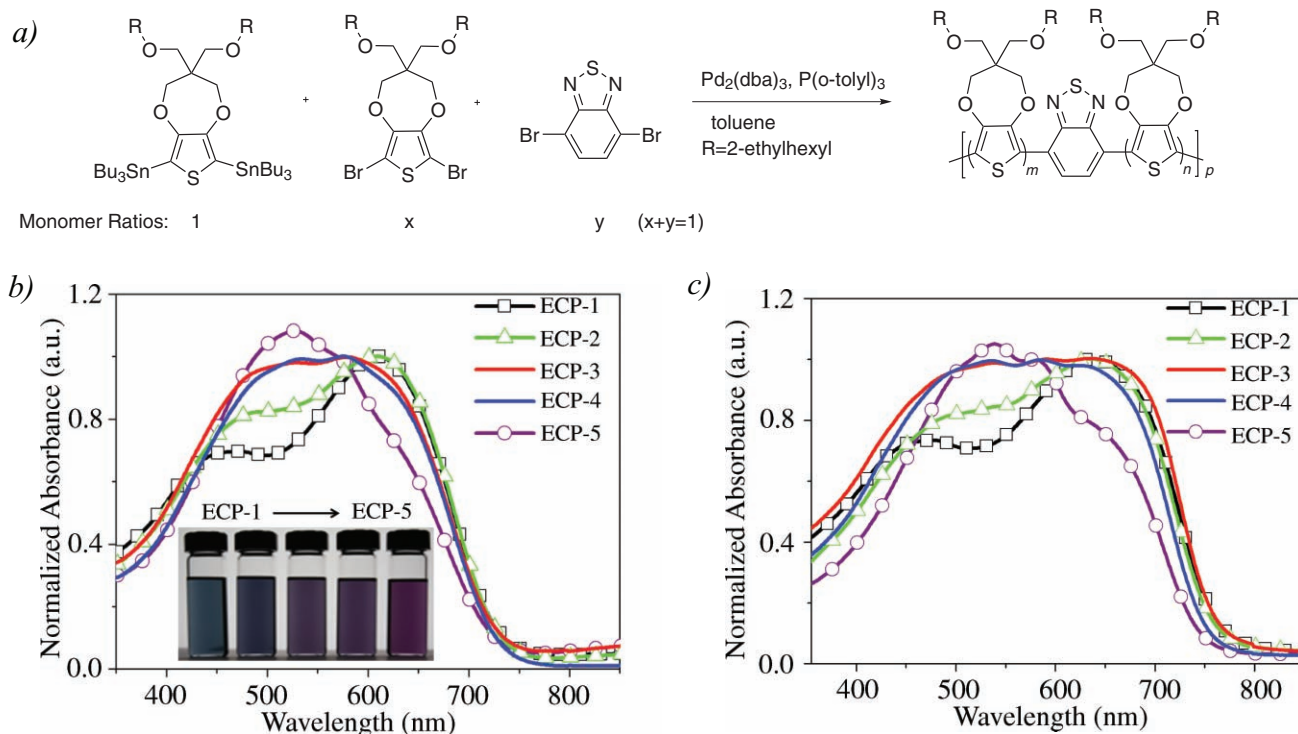 a)
R R R R R R R R
O O O O O O O O
O O O O N S N O O N S N O O
Pd2(dba)3, P(o-tolyl)3
toluene
R=2-ethylhexyl
Bu3Sn S SnBu3 + Br S Br + Br Br
S m S n p
Monomer Ratios: 1 x y (x+y=1)
b)
Normalized Absorbance (a.u.)
1.2
0.8
0.4
0.0
ECP-1
ECP-2
ECP-3
ECP-4
ECP-5
ECP-1 → ECP-5
400 500 600 700 800
Wavelength (nm)
c)
Normalized Absorbance (a.u.)
1.2
0.8
0.4
0.0
ECP-1
ECP-2
ECP-3
ECP-4
ECP-5
400 500 600 700 800
Wavelength (nm)